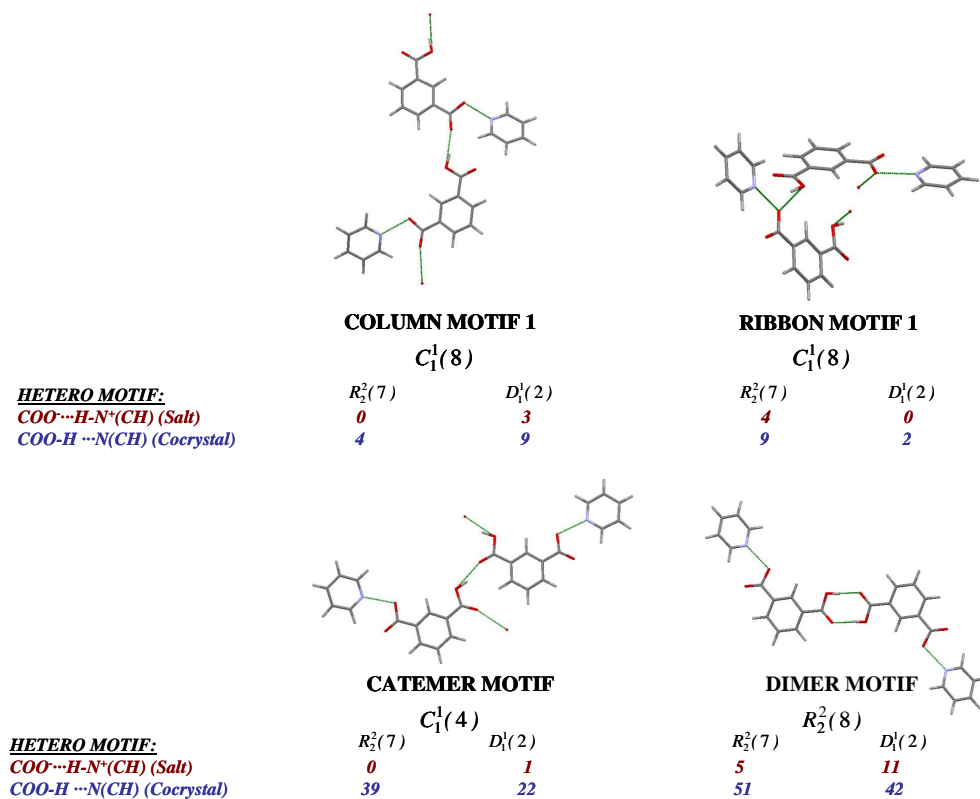 COLUMN MOTIF 1 RIBBON MOTIF 1
C₁¹(8) C₁¹(8)
HETERO MOTIF: R₂²(7) D₁¹(2) R₂²(7) D₁¹(2)
COO⁻···H-N⁺(CH) (Salt) 0 3 4 0
COO-H ···N(CH) (Cocrystal) 4 9 9 2
CATEMER MOTIF DIMER MOTIF
C₁¹(4) R₂²(8)
HETERO MOTIF: R₂²(7) D₁¹(2) R₂²(7) D₁¹(2)
COO⁻···H-N⁺(CH) (Salt) 0 1 5 11
COO-H ···N(CH) (Cocrystal) 39 22 51 42